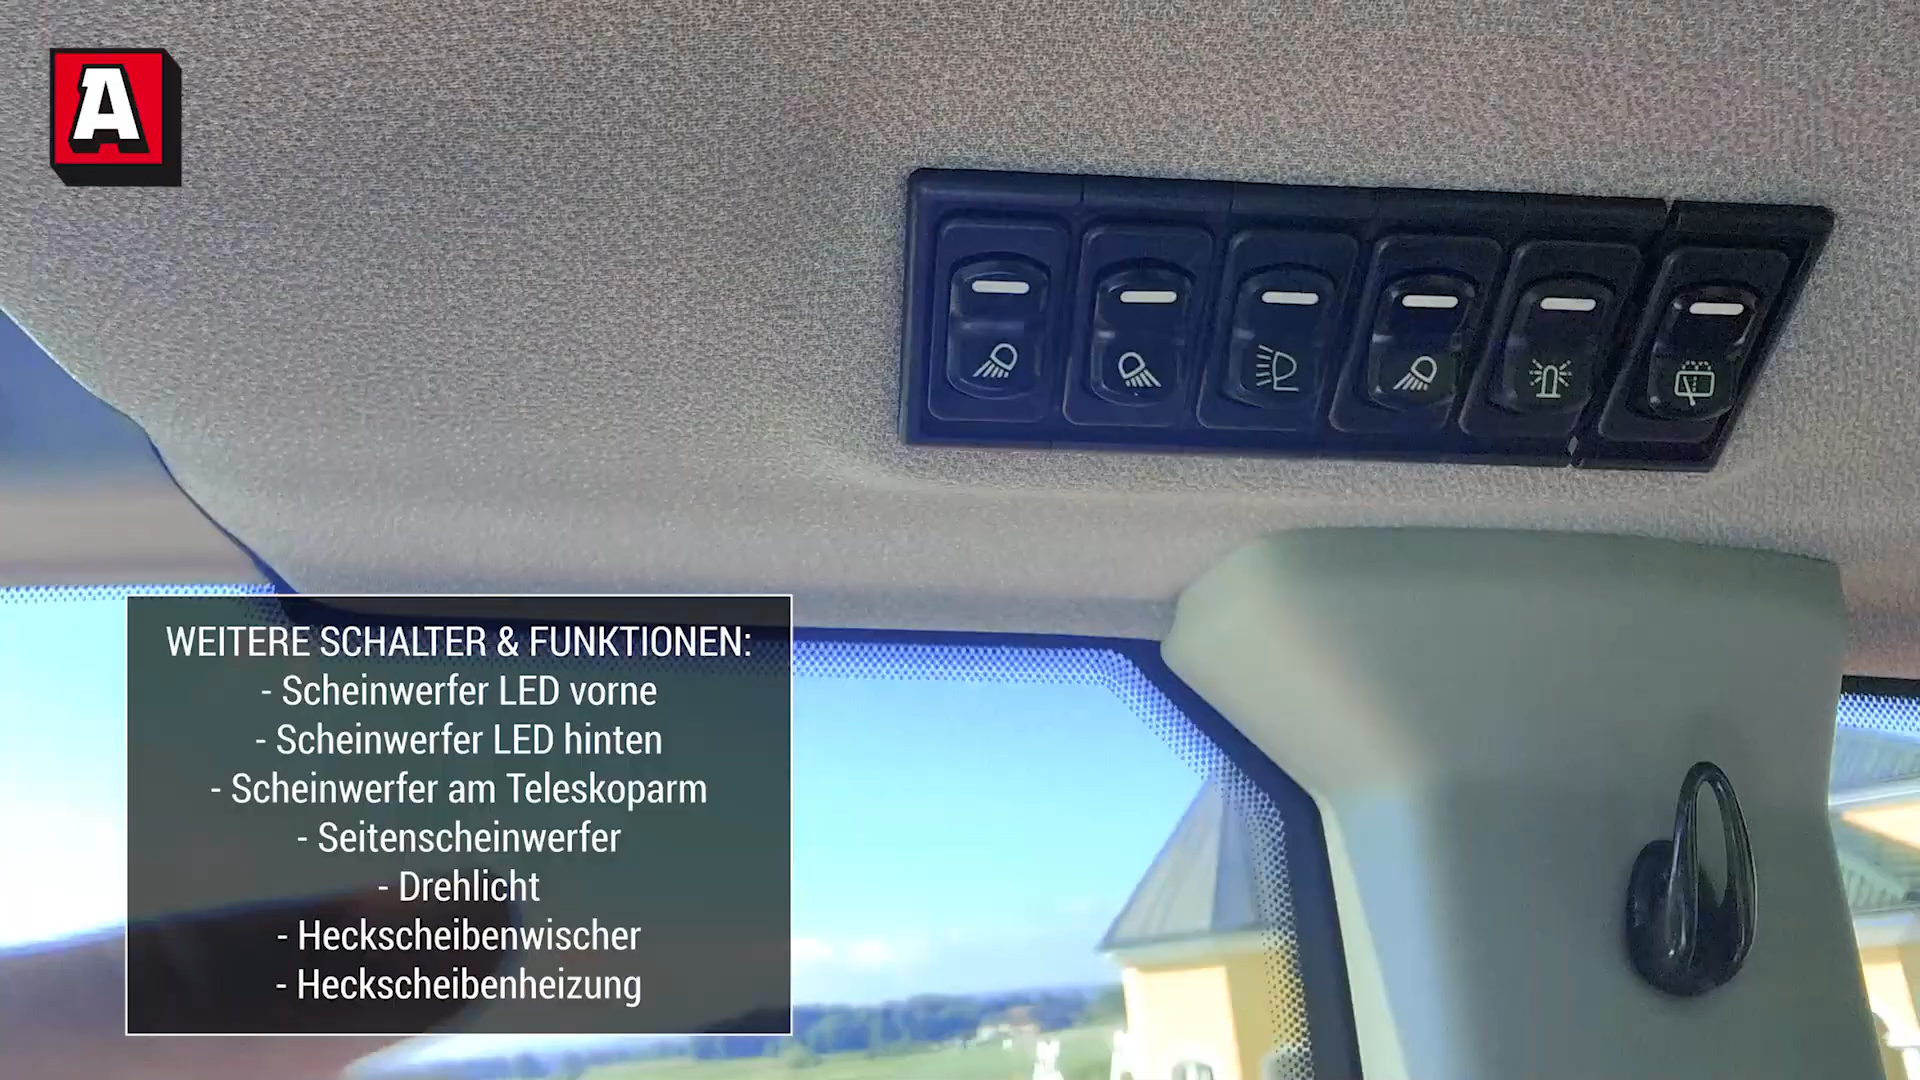 A
WEITERE SCHALTER & FUNKTIONEN:
- Scheinwerfer LED vorne
- Scheinwerfer LED hinten
- Scheinwerfer am Teleskoparm
- Seitenscheinwerfer
- Drehlicht
- Heckscheibenwischer
- Heckscheibenheizung